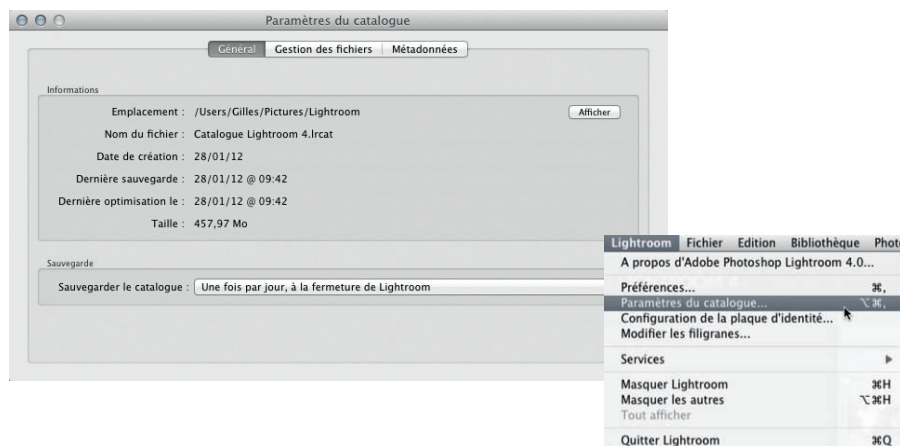 Paramètres du catalogue
Général Gestion des fichiers Métadonnées
Informations
Emplacement : /Users/Gilles/Pictures/Lightroom Afficher
Nom du fichier : Catalogue Lightroom 4.lrcat
Date de création : 28/01/12
Dernière sauvegarde : 28/01/12 @ 09:42
Dernière optimisation le : 28/01/12 @ 09:42
Taille : 457,97 Mo
Sauvegarde
Sauvegarder le catalogue : Une fois par jour, à la fermeture de Lightroom
Lightroom Fichier Edition Bibliothèque Phot
A propos d'Adobe Photoshop Lightroom 4.0...
Préférences... ⌘,
Paramètres du catalogue... ⌥⌘,
Configuration de la plaque d'identité...
Modifier les filigranes...
Services
Masquer Lightroom ⌘H
Masquer les autres ⌥⌘H
Tout afficher
Quitter Lightroom ⌘Q